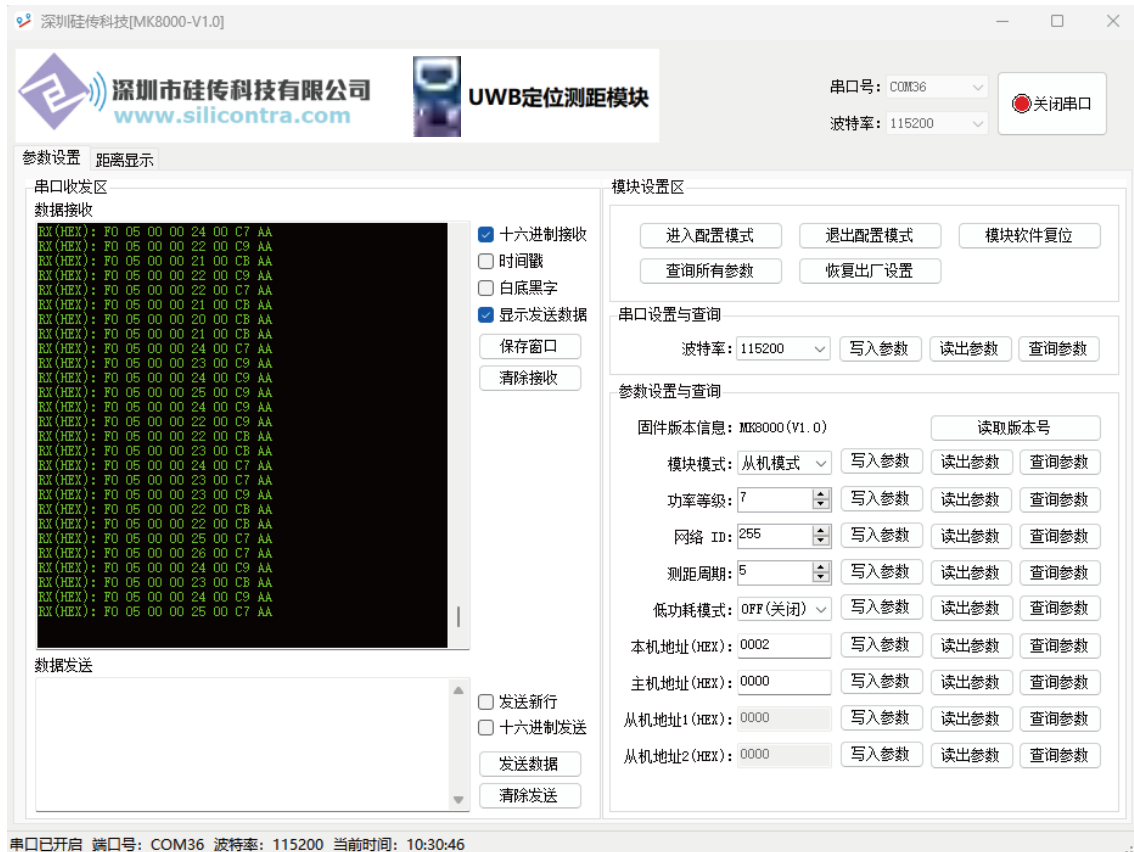 深圳硅传科技[MK8000-V1.0]
深圳市硅传科技有限公司
www.silicontra.com
UWB定位测距模块
串口号: COM36
波特率: 115200
关闭串口
参数设置 距离显示
串口收发区
数据接收
RX(HEX): F0 05 00 00 24 00 C7 AA
RX(HEX): F0 05 00 00 22 00 C9 AA
RX(HEX): F0 05 00 00 21 00 CB AA
RX(HEX): F0 05 00 00 22 00 C9 AA
RX(HEX): F0 05 00 00 22 00 C7 AA
RX(HEX): F0 05 00 00 21 00 CB AA
RX(HEX): F0 05 00 00 20 00 CB AA
RX(HEX): F0 05 00 00 21 00 CB AA
RX(HEX): F0 05 00 00 24 00 C7 AA
RX(HEX): F0 05 00 00 23 00 C9 AA
RX(HEX): F0 05 00 00 24 00 C9 AA
RX(HEX): F0 05 00 00 25 00 C9 AA
RX(HEX): F0 05 00 00 24 00 C9 AA
RX(HEX): F0 05 00 00 22 00 C9 AA
RX(HEX): F0 05 00 00 22 00 CB AA
RX(HEX): F0 05 00 00 23 00 CB AA
RX(HEX): F0 05 00 00 24 00 C7 AA
RX(HEX): F0 05 00 00 23 00 C7 AA
RX(HEX): F0 05 00 00 23 00 C9 AA
RX(HEX): F0 05 00 00 22 00 CB AA
RX(HEX): F0 05 00 00 22 00 CB AA
RX(HEX): F0 05 00 00 25 00 C7 AA
RX(HEX): F0 05 00 00 26 00 C7 AA
RX(HEX): F0 05 00 00 24 00 C9 AA
RX(HEX): F0 05 00 00 23 00 CB AA
RX(HEX): F0 05 00 00 24 00 C9 AA
RX(HEX): F0 05 00 00 25 00 C7 AA
十六进制接收
时间戳
白底黑字
显示发送数据
保存窗口
清除接收
数据发送
发送新行
十六进制发送
发送数据
清除发送
模块设置区
进入配置模式 退出配置模式 模块软件复位
查询所有参数 恢复出厂设置
串口设置与查询
波特率: 115200 写入参数 读出参数 查询参数
参数设置与查询
固件版本信息: MK8000(V1.0) 读取版本号
模块模式: 从机模式 写入参数 读出参数 查询参数
功率等级: 7 写入参数 读出参数 查询参数
网络 ID: 255 写入参数 读出参数 查询参数
测距周期: 5 写入参数 读出参数 查询参数
低功耗模式: OFF(关闭) 写入参数 读出参数 查询参数
本机地址(HEX): 0002 写入参数 读出参数 查询参数
主机地址(HEX): 0000 写入参数 读出参数 查询参数
从机地址1(HEX): 0000 写入参数 读出参数 查询参数
从机地址2(HEX): 0000 写入参数 读出参数 查询参数
串口已开启 端口号: COM36 波特率: 115200 当前时间: 10:30:46